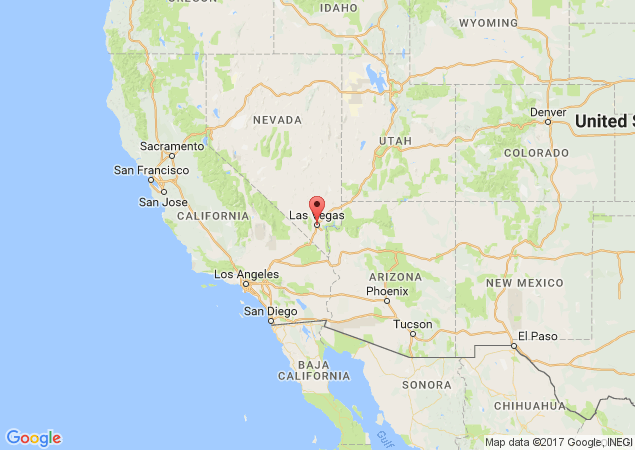 OREGON
IDAHO
WYOMING
NEVADA
UTAH
Denver
United S
COLORADO
Sacramento
San Francisco
San Jose
CALIFORNIA
Las Vegas
Los Angeles
ARIZONA
Phoenix
NEW MEXICO
San Diego
Tucson
El Paso
BAJA
CALIFORNIA
SONORA
CHIHUAHUA
Gulf
Google
Map data ©2017 Google, INEGI